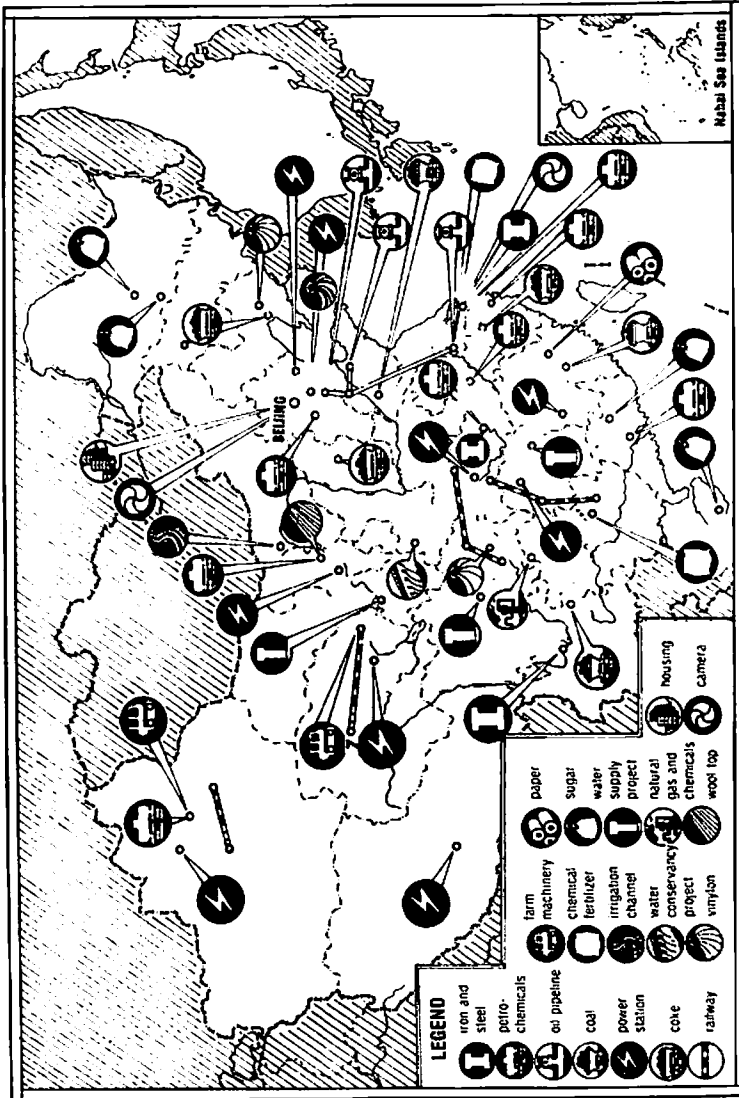 Nahai Sea Islands
BEIJING
LEGEND
iron and
steel
petro-
chemicals
oil pipeline
coal
power
station
coke
railway
farm
machinery
chemical
fertilizer
irrigation
channel
water
conservancy
project
vinylon
paper
sugar
water
supply
project
natural
gas and
chemicals
wool top
housing
camera